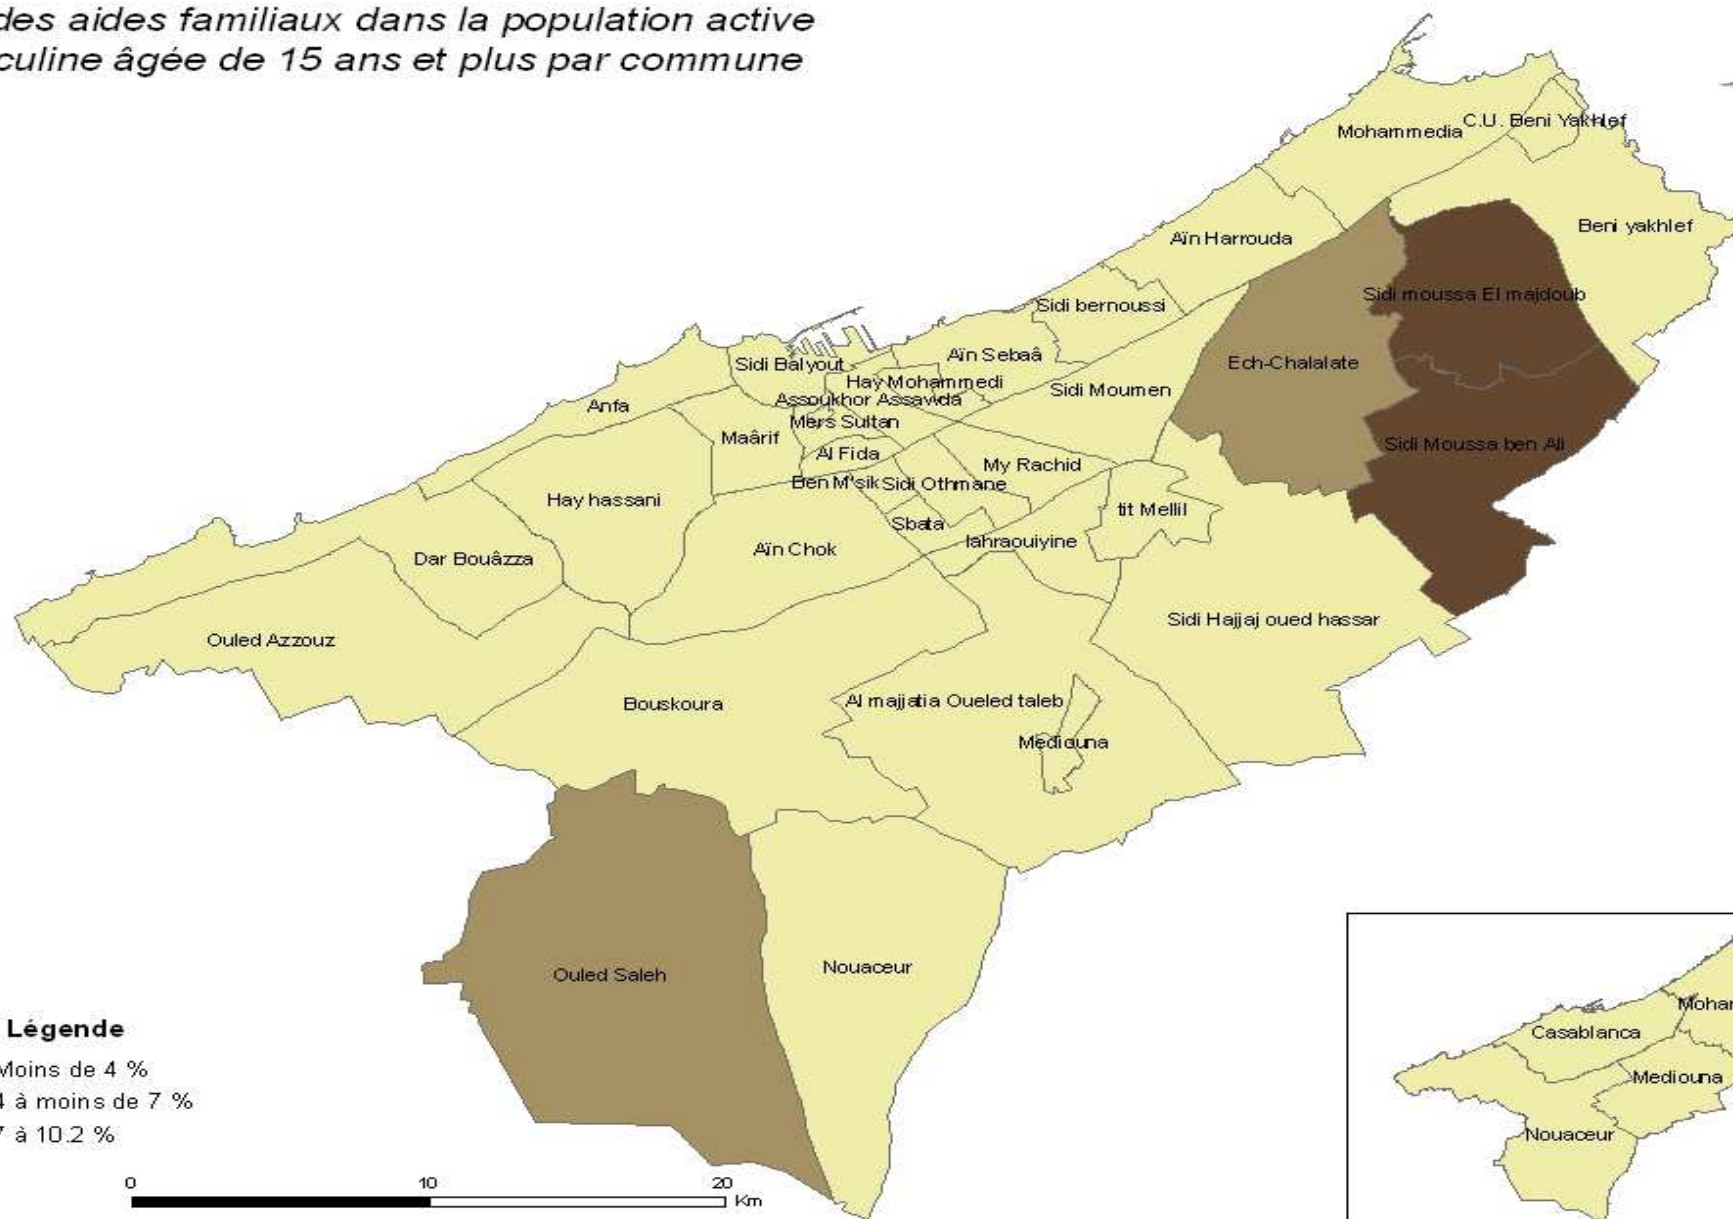 des aides familiaux dans la population active
culine âgée de 15 ans et plus par commune
Mohammedia
C.U. Beni Yakhlef
Beni yakhlef
Aïn Harrouda
Sidi moussa El majdoub
Sidi bernoussi
Aïn Sebaâ
Sidi Balyout
Ech-Chalalate
Hay Mohammedi
Sidi Moumen
Assoukhor Assawda
Anfa
Mers Sultan
Maârif
Sidi Moussa ben Ali
Al Fida
My Rachid
Ben M'sik
Sidi Othmane
Hay hassani
tit Mellil
Sbata
lahraouiyine
Aïn Chok
Dar Bouâzza
Sidi Hajjaj oued hassar
Ouled Azzouz
Al majjatia Oueled taleb
Bouskoura
Mediouna
Ouled Saleh
Nouaceur
Légende
Moins de 4 %
4 à moins de 7 %
7 à 10.2 %
0 10 20
Km
Mohar
Casablanca
Mediouna
Nouaceur